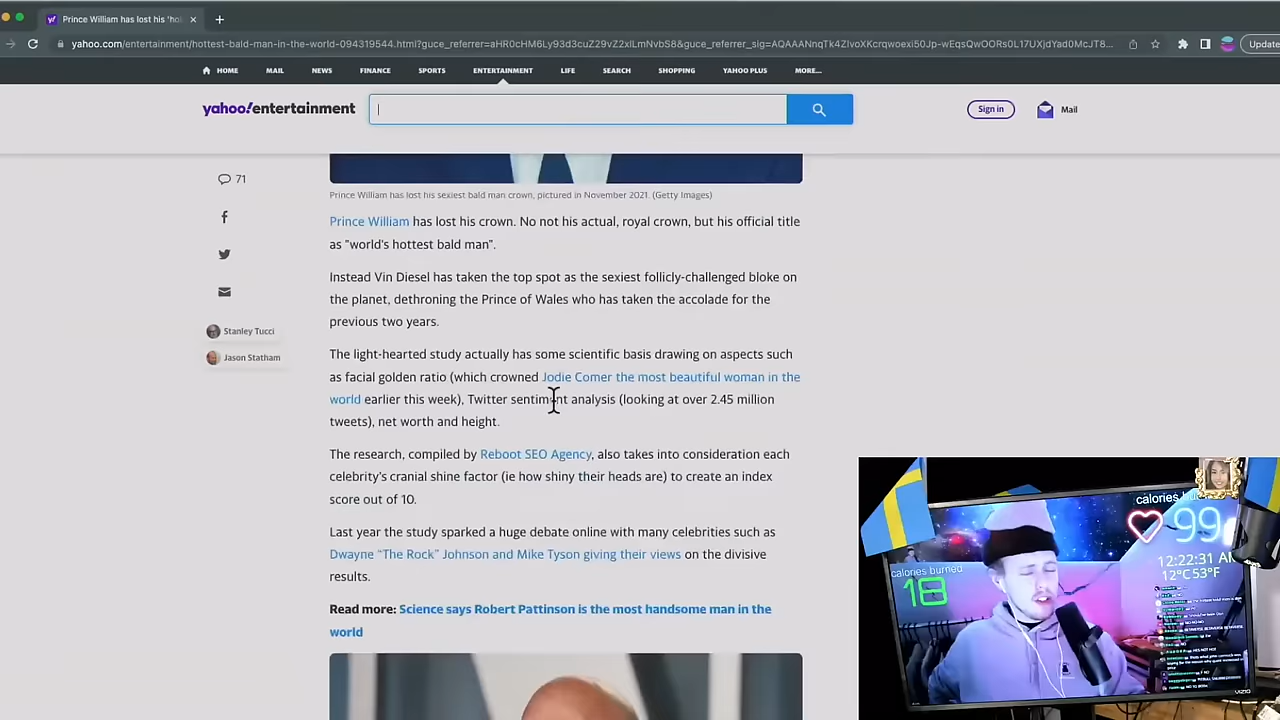 Prince William has lost his 'hol
yahoo.com/entertainment/hottest-bald-man-in-the-world-094319544.html?guce_referrer=
Update
HOME MAIL NEWS FINANCE SPORTS ENTERTAINMENT LIFE SEARCH SHOPPING YAHOO PLUS MORE...
yahoo!entertainment
Sign in
Mail
71
Prince William has lost his sexiest bald man crown, pictured in November 2021. (Getty Images)
Prince William has lost his crown. No not his actual, royal crown, but his official title
as "world's hottest bald man".
Instead Vin Diesel has taken the top spot as the sexiest follicly-challenged bloke on
the planet, dethroning the Prince of Wales who has taken the accolade for the
previous two years.
Stanley Tucci
Jason Statham
The light-hearted study actually has some scientific basis drawing on aspects such
as facial golden ratio (which crowned Jodie Comer the most beautiful woman in the
world earlier this week), Twitter sentiment analysis (looking at over 2.45 million
tweets), net worth and height.
The research, compiled by Reboot SEO Agency, also takes into consideration each
celebrity's cranial shine factor (ie how shiny their heads are) to create an index
score out of 10.
Last year the study sparked a huge debate online with many celebrities such as
Dwayne “The Rock” Johnson and Mike Tyson giving their views on the divisive
results.
Read more: Science says Robert Pattinson is the most handsome man in the
world
calories
99
12:22:31
12°C 53°F
calories burned
18
VIZIO